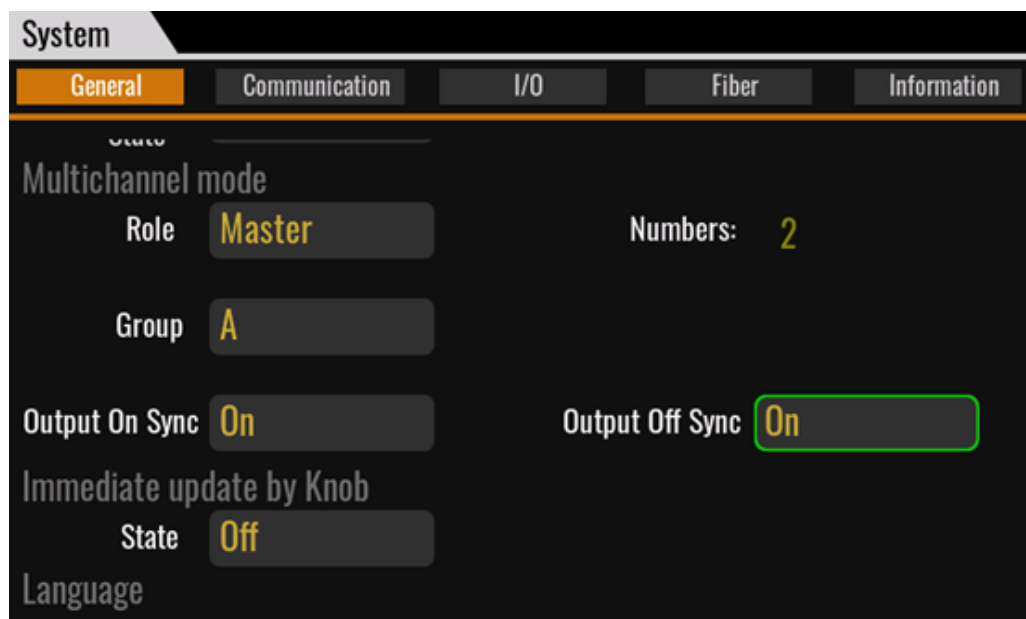 System
General Communication I/O Fiber Information
State
Multichannel mode
Role Master Numbers: 2
Group A
Output On Sync On Output Off Sync On
Immediate update by Knob
State Off
Language